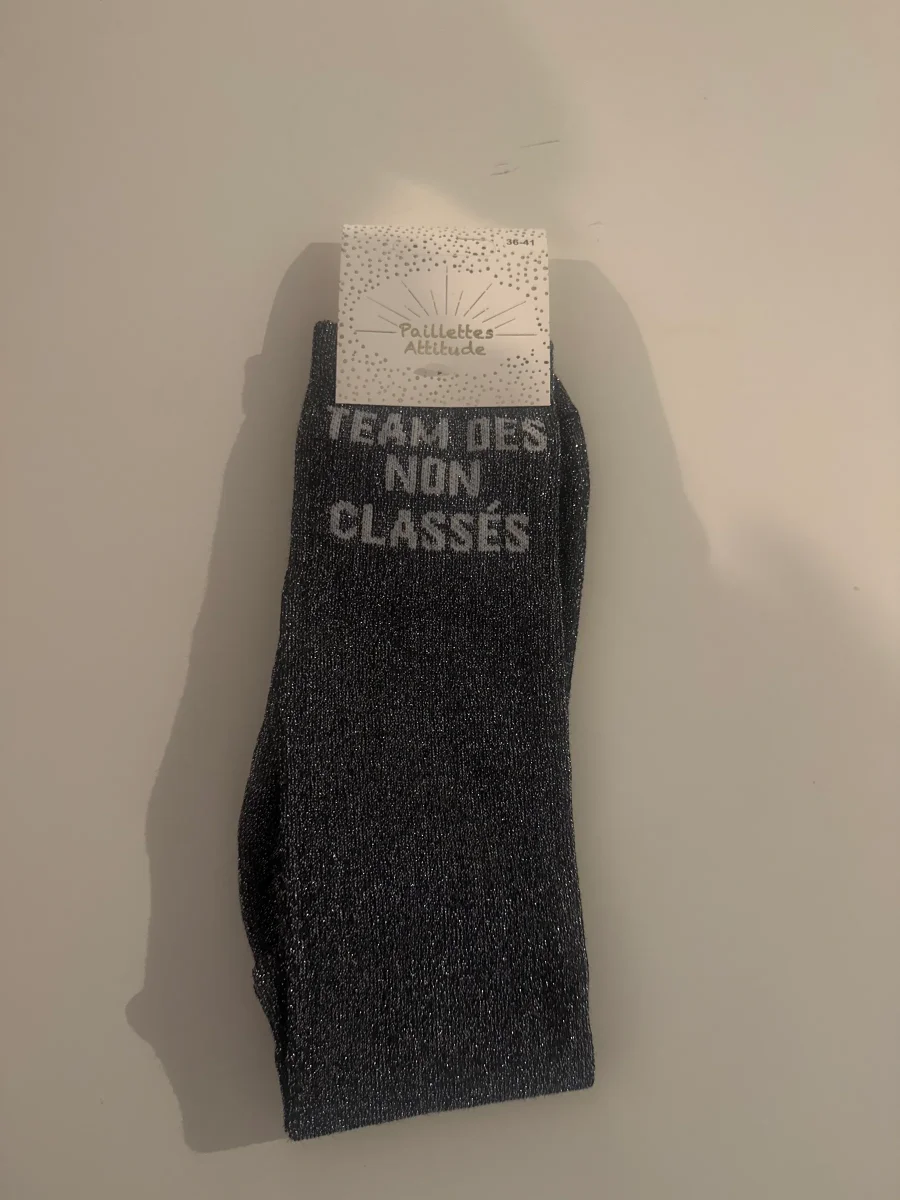 36-41
Paillettes
Attitude
TEAM DES
NON
CLASSÉS